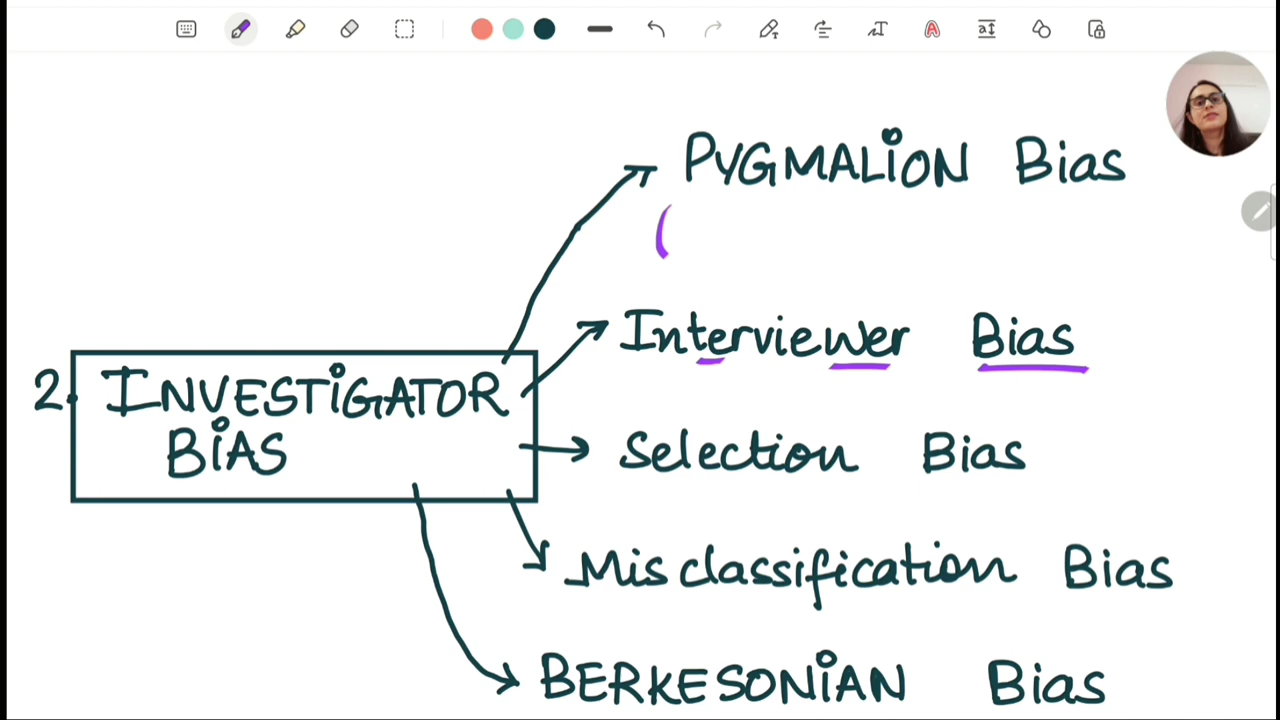 PYGMALION Bias
(
Interviewer Bias
2. INVESTIGATOR
BIAS
Selection Bias
Misclassification Bias
BERKESONIAN Bias